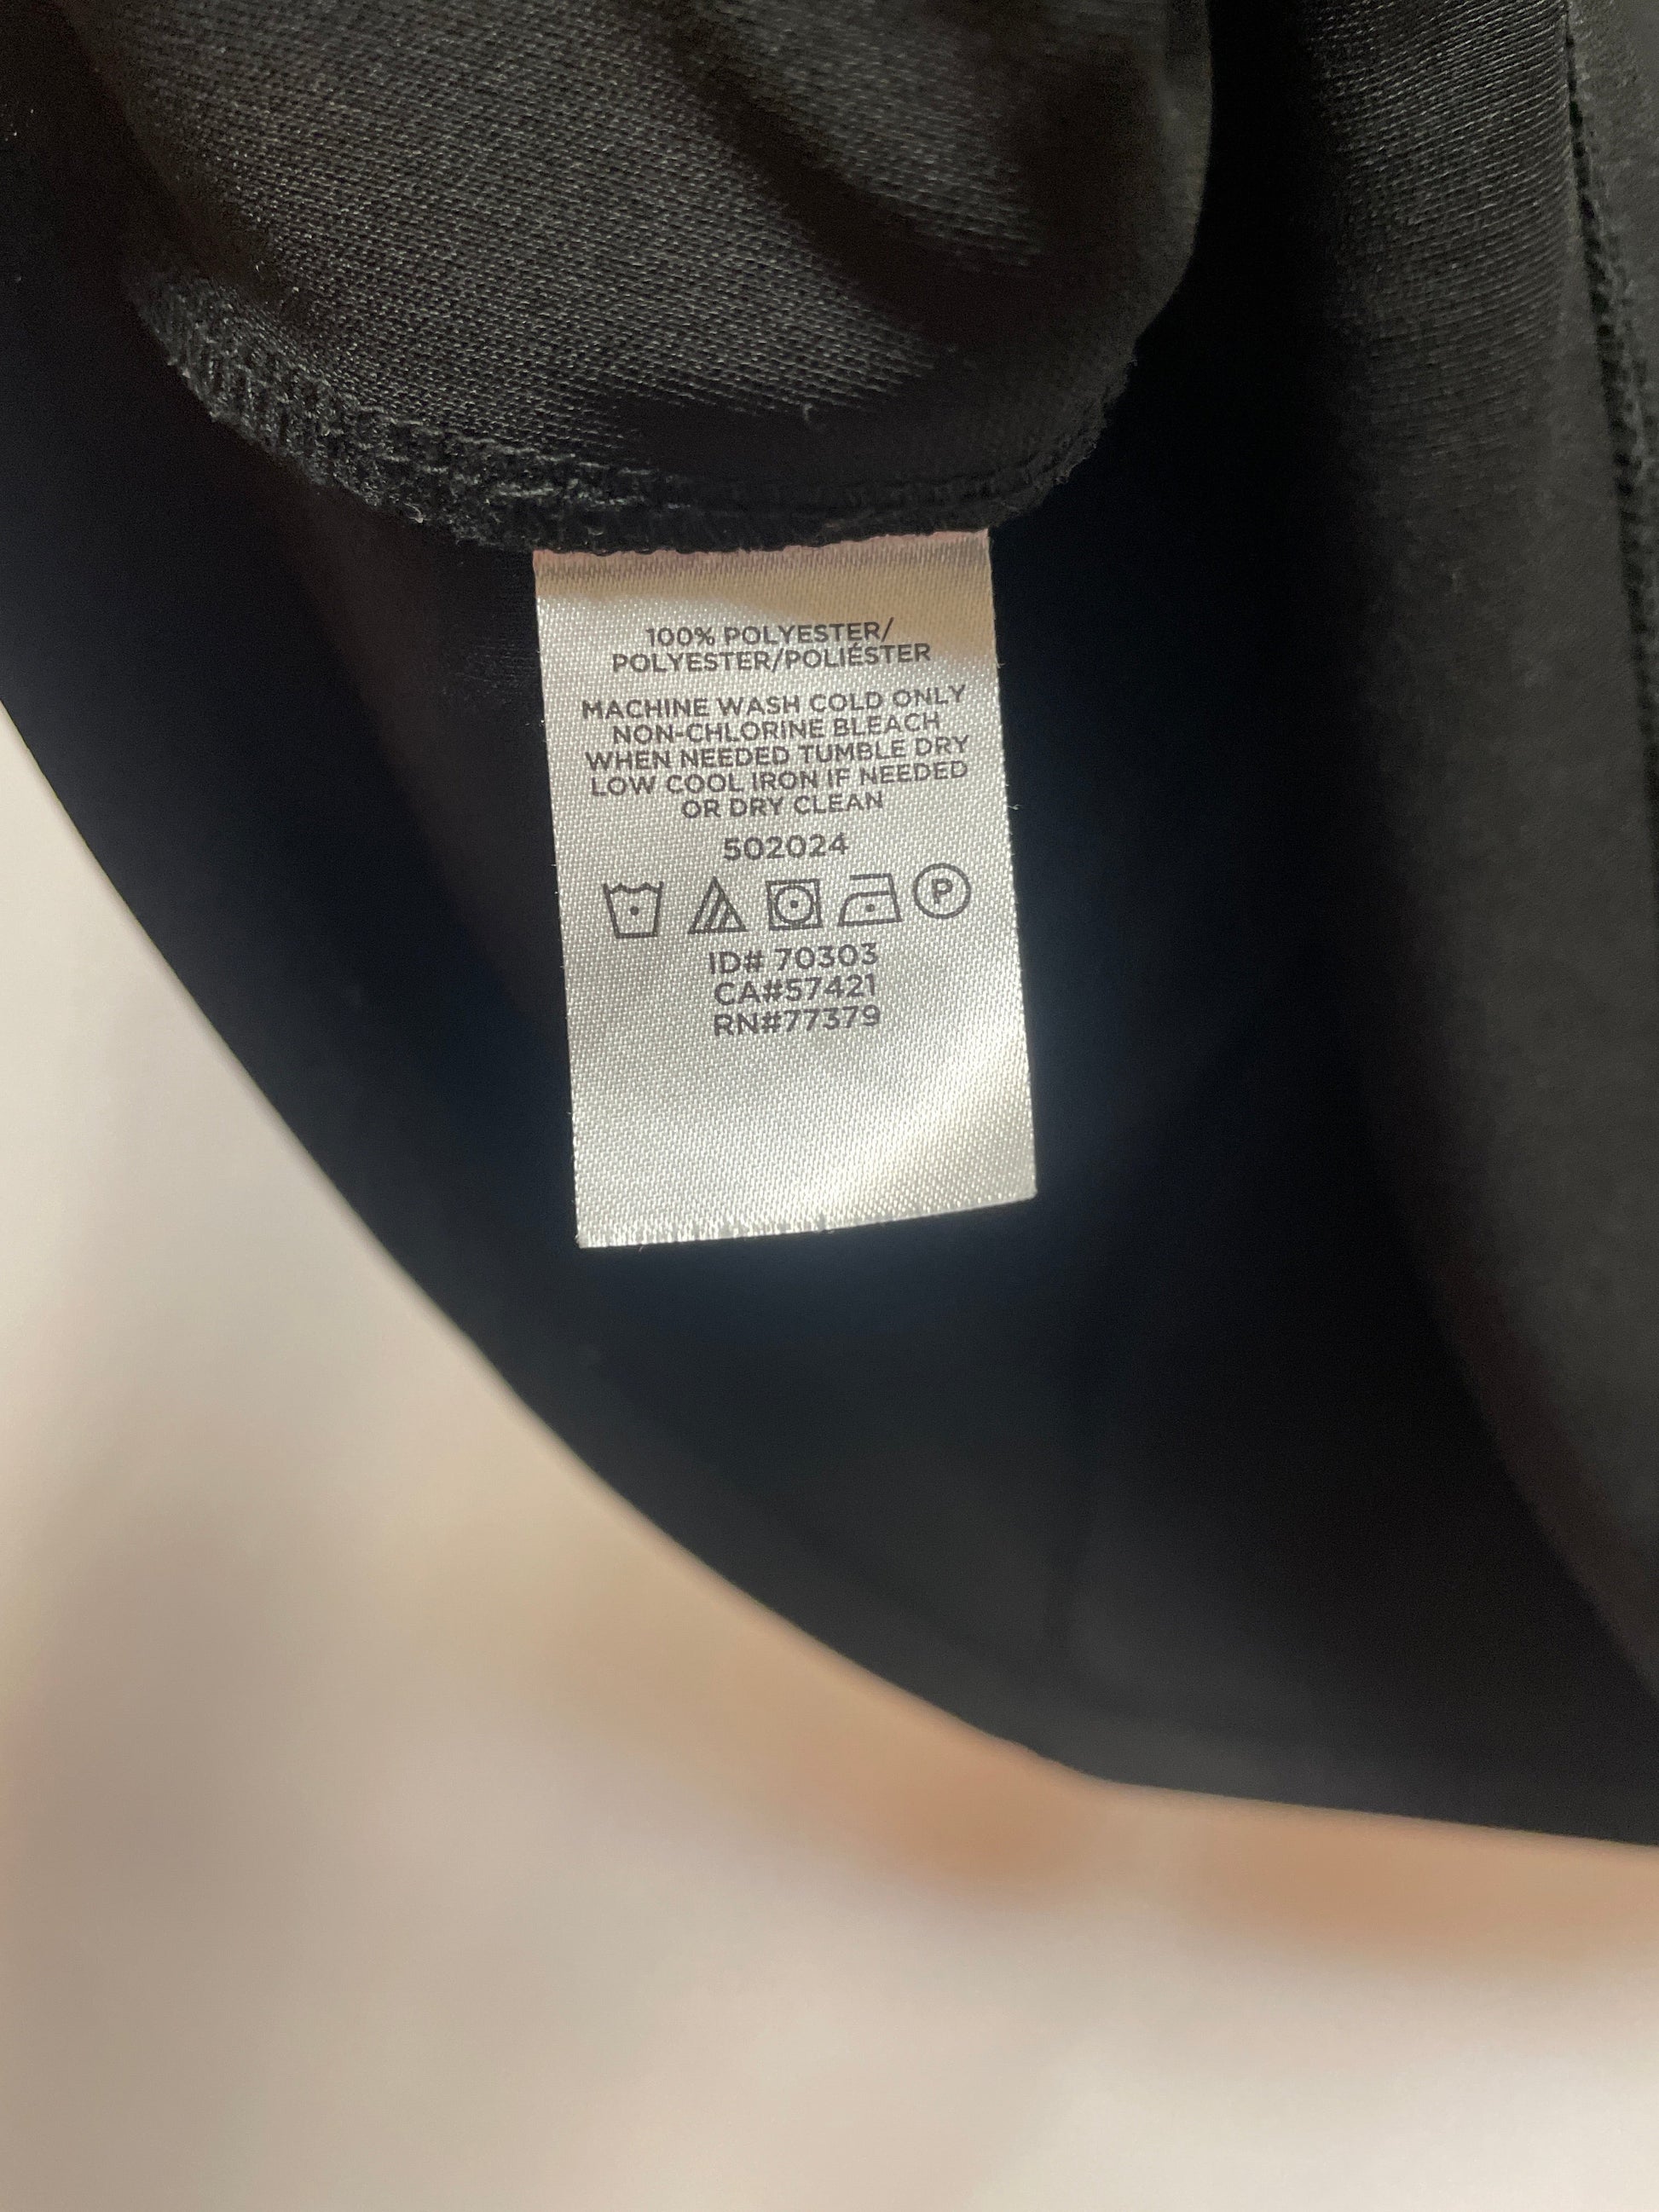 100% POLYESTER/
POLYESTER/POLIÉSTER
MACHINE WASH COLD ONLY
NON-CHLORINE BLEACH
WHEN NEEDED TUMBLE DRY
LOW COOL IRON IF NEEDED
OR DRY CLEAN
502024
P
ID# 70303
CA#57421
RN#77379